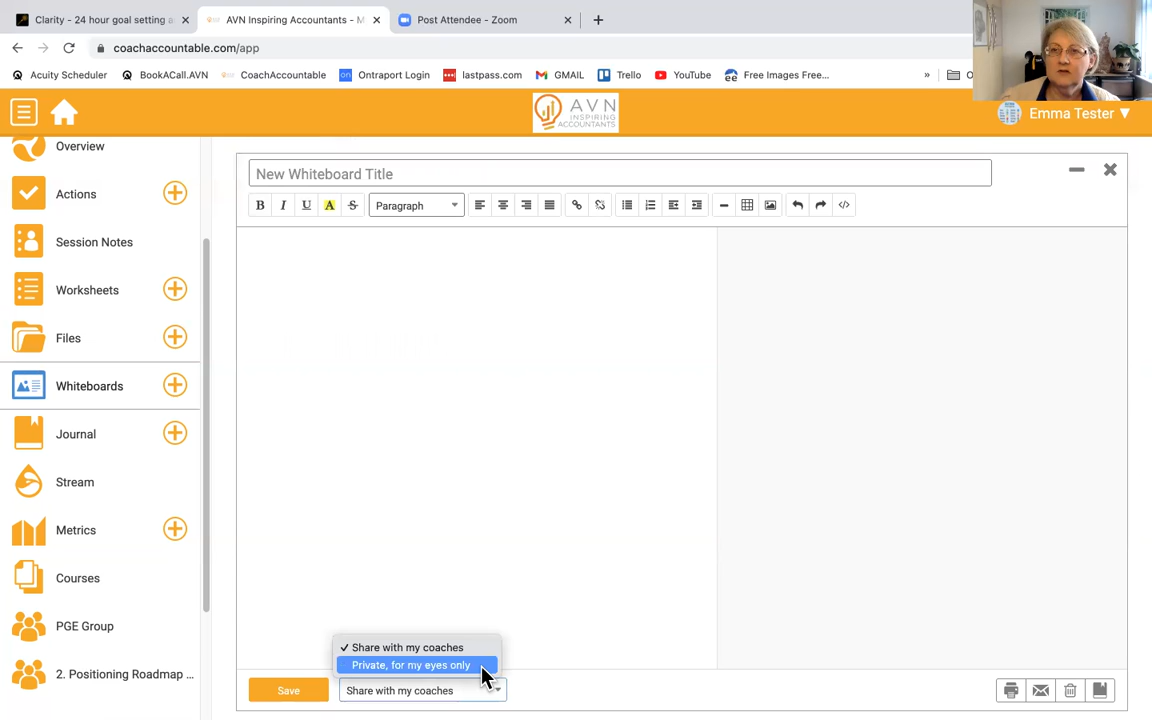 Clarity - 24 hour goal setting a
AVN Inspiring Accountants - M
Post Attendee - Zoom
coachaccountable.com/app
Acuity Scheduler
BookACall.AVN
CoachAccountable
Ontraport Login
lastpass.com
GMAIL
Trello
YouTube
Free Images Free...
»
O
AVN
INSPIRING
ACCOUNTANTS
Emma Tester ▼
Overview
Actions
Session Notes
Worksheets
Files
Whiteboards
Journal
Stream
Metrics
Courses
PGE Group
2. Positioning Roadmap ...
New Whiteboard Title
B I U A S Paragraph
✓ Share with my coaches
Private, for my eyes only
Save
Share with my coaches